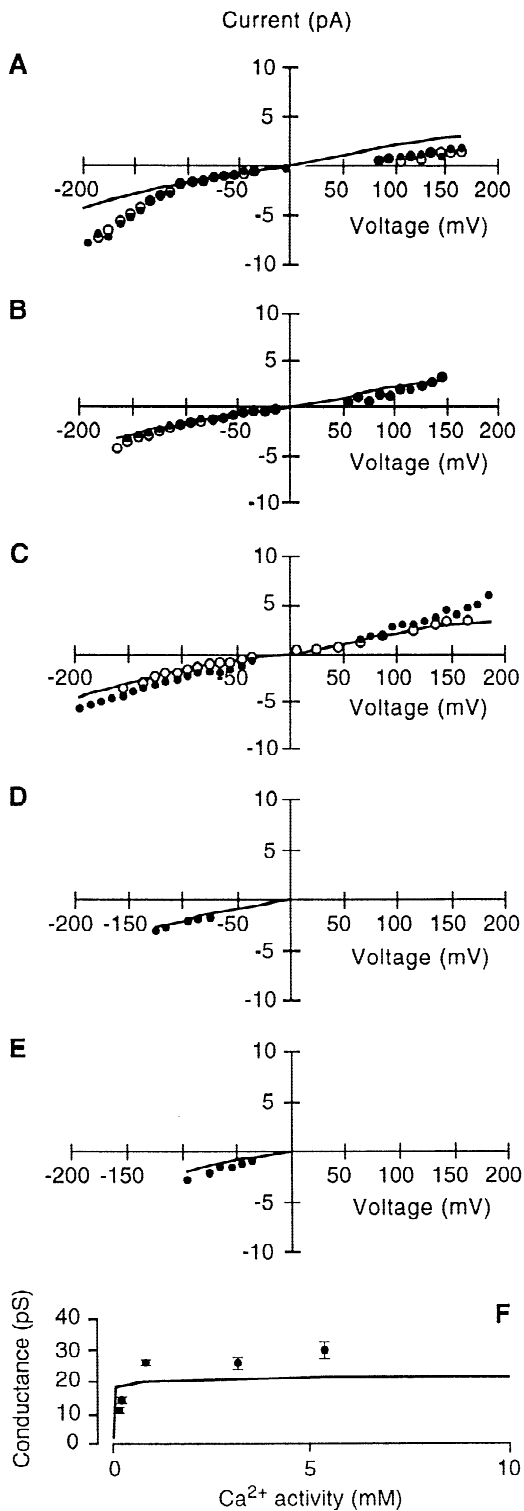 Current (pA)
A
10
5
-200 -50 50 100 150 200
Voltage (mV)
-5
-10
B
10
5
-200 -50 50 100 150 200
Voltage (mV)
-5
-10
C
10
5
-200 -50 50 100 150 200
-5
Voltage (mV)
-10
D
10
5
-200 -150 -50 50 100 150 200
-5
Voltage (mV)
-10
E
10
5
-200 -150 50 100 150 200
-5
Voltage (mV)
-10
F
Conductance (pS)
40
30
20
10
0
0 5 10
Ca2+ activity (mM)